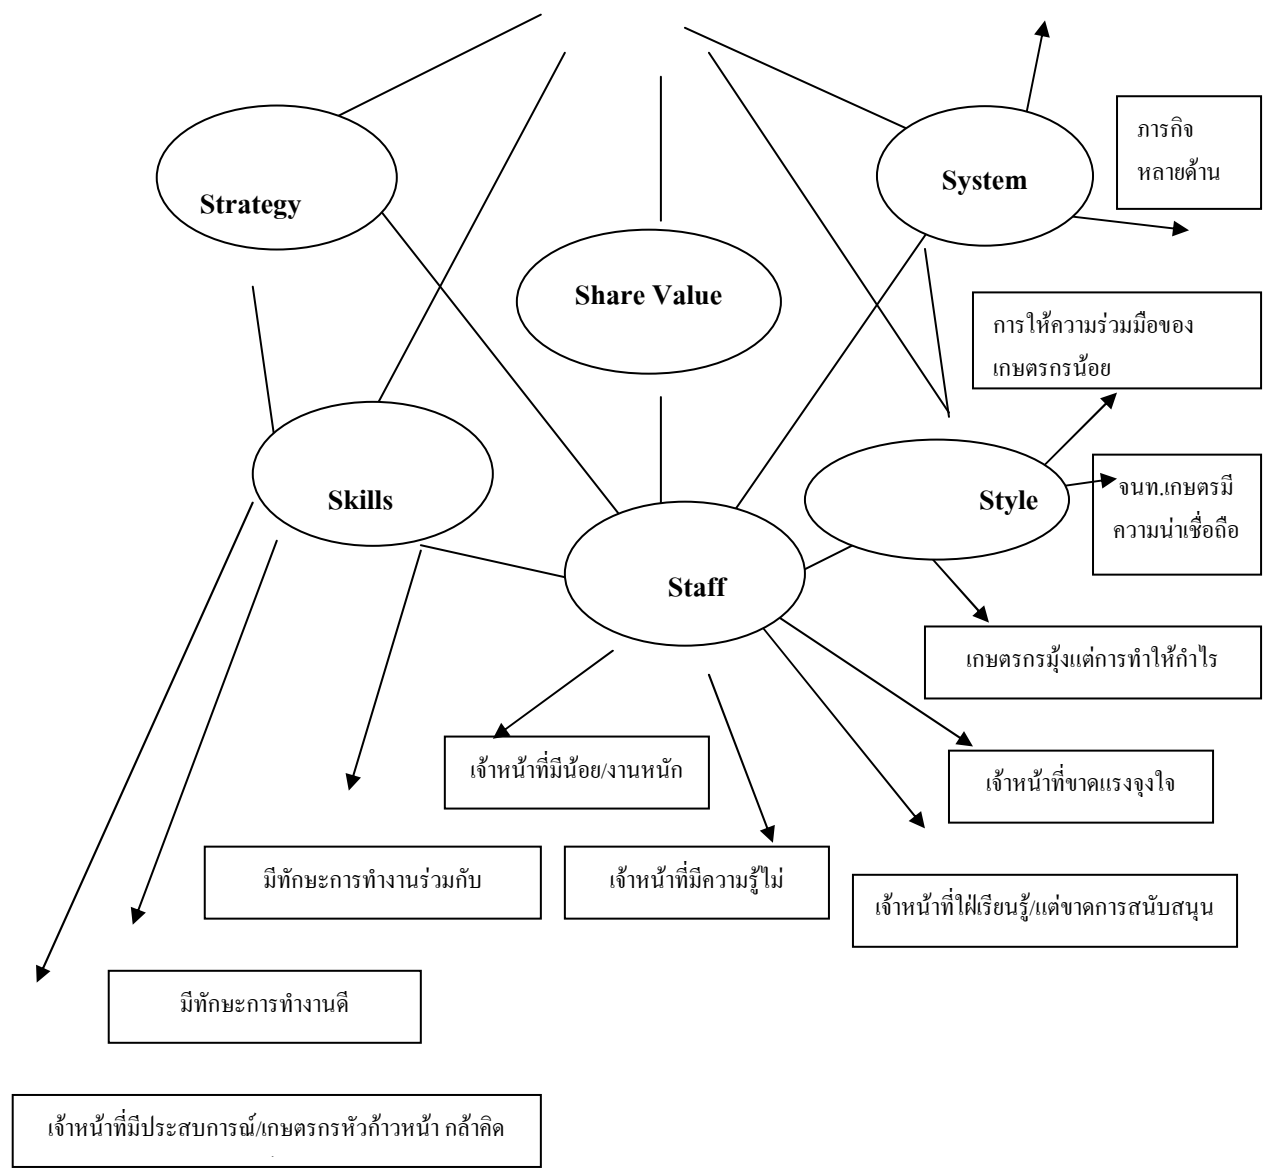 ภารกิจ
หลายด้าน
System
Strategy
Share Value
การให้ความร่วมมือของ
เกษตรกรน้อย
จนท.เกษตรมี
ความน่าเชื่อถือ
Skills
Style
Staff
เกษตรกรมุ้งแต่การทำให้กำไร
เจ้าหน้าที่มีน้อย/งานหนัก
เจ้าหน้าที่ขาดแรงจุงใจ
มีทักษะการทำงานร่วมกับ
เจ้าหน้าที่มีความรู้ไม่
เจ้าหน้าที่ใฝ่เรียนรู้/แต่ขาดการสนับสนุน
มีทักษะการทำงานดี
เจ้าหน้าที่มีประสบการณ์/เกษตรกรหัวก้าวหน้า กล้าคิด